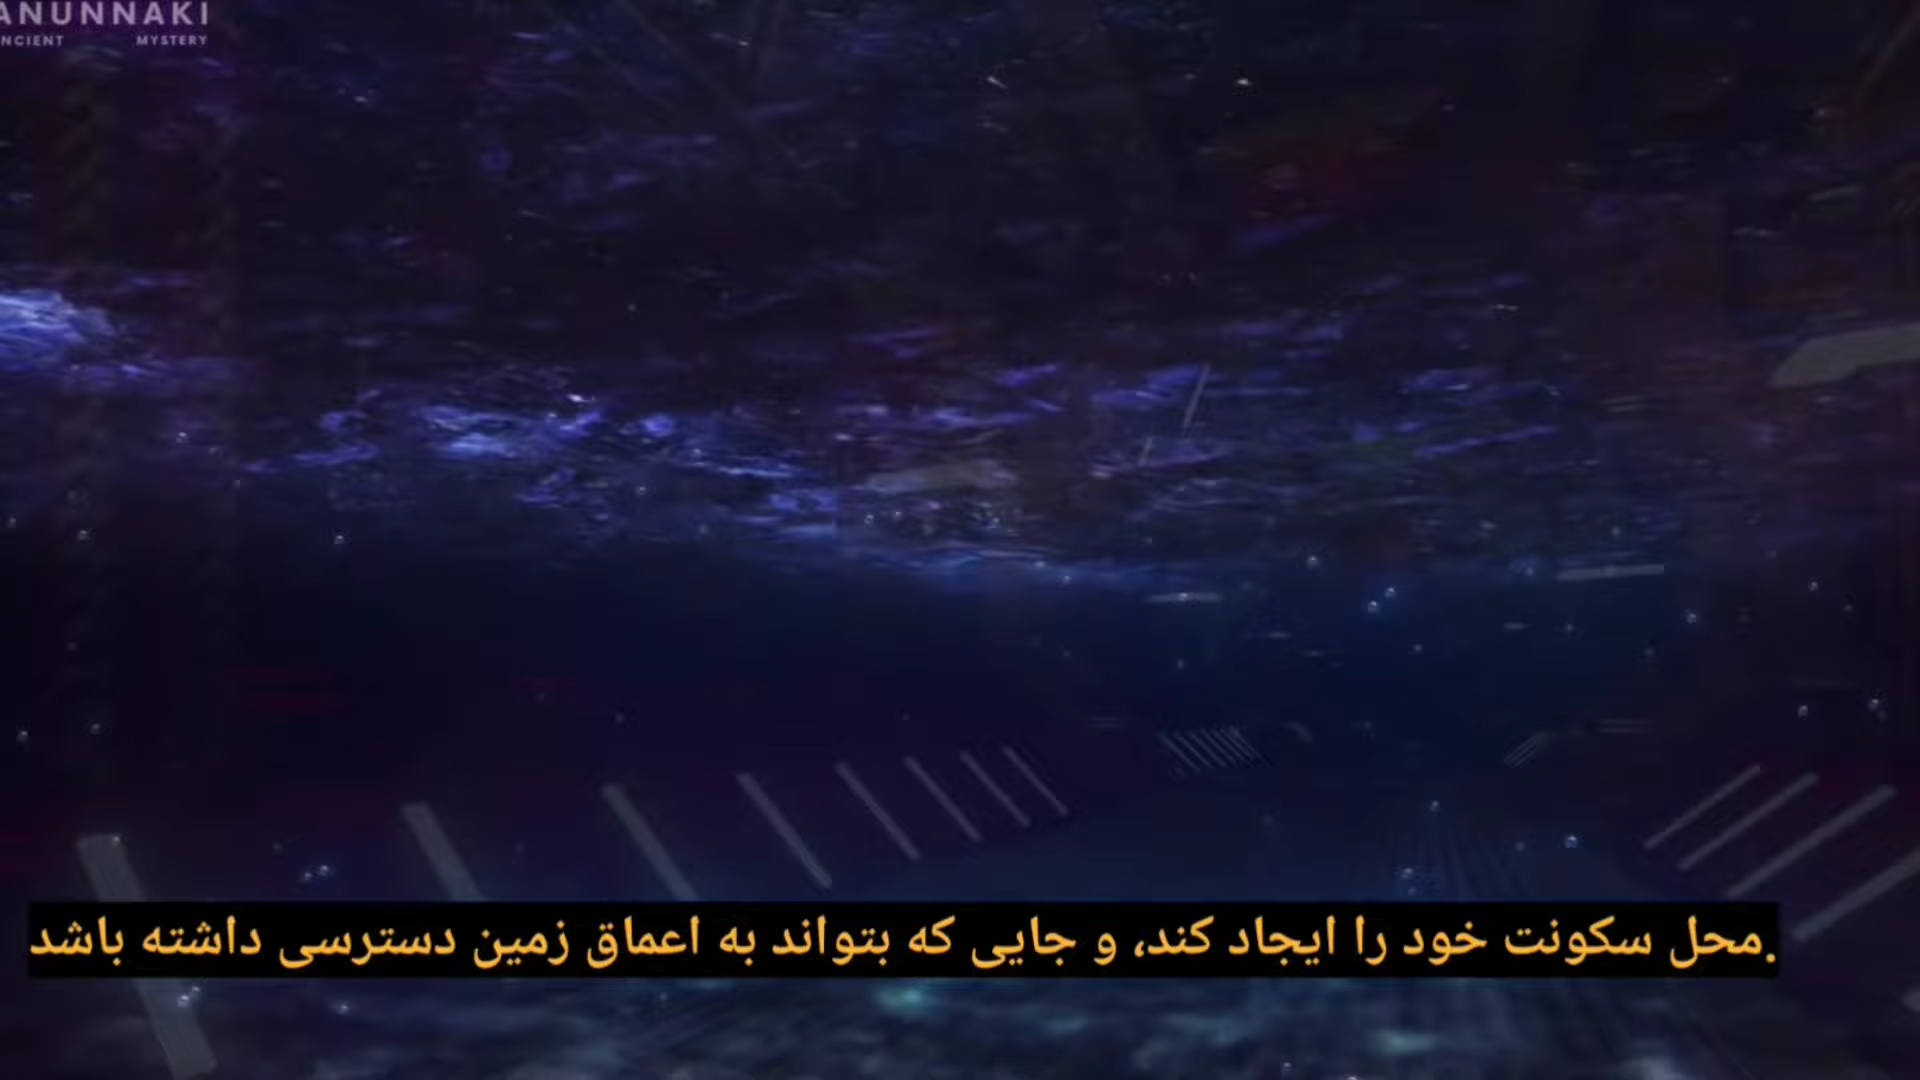 ANUNNAKI
NCIENT MYSTERY
محل سکونت خود را ایجاد کند، و جایی که بتواند به اعماق زمین دسترسی داشته باشد.